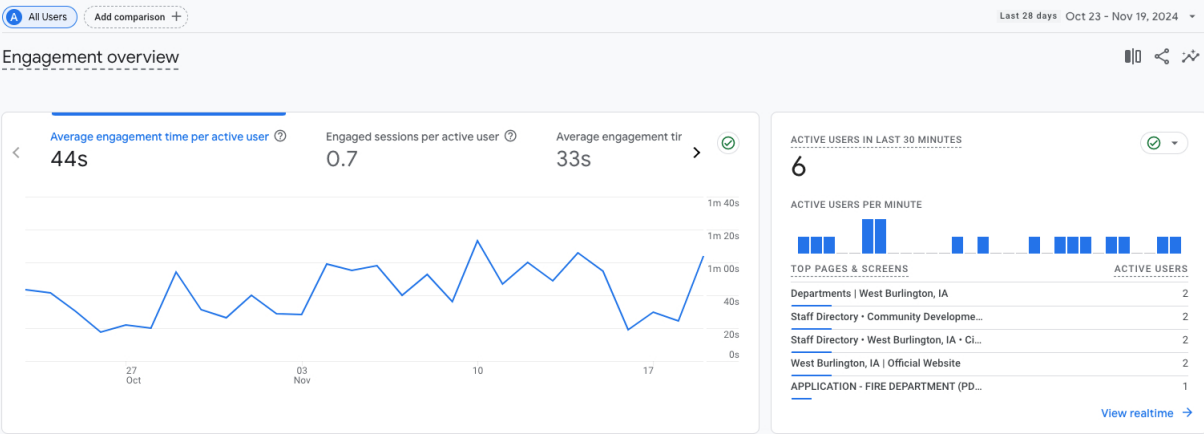 A All Users
Add comparison +
Last 28 days Oct 23 - Nov 19, 2024
Engagement overview
Average engagement time per active user
44s
Engaged sessions per active user
0.7
Average engagement tir
33s
1m 40s
1m 20s
1m 00s
40s
20s
0s
27
Oct
03
Nov
10
17
ACTIVE USERS IN LAST 30 MINUTES
6
ACTIVE USERS PER MINUTE
TOP PAGES & SCREENS ACTIVE USERS
Departments | West Burlington, IA 2
Staff Directory • Community Developme... 2
Staff Directory • West Burlington, IA • Ci... 2
West Burlington, IA | Official Website 2
APPLICATION - FIRE DEPARTMENT (PD... 1
View realtime →